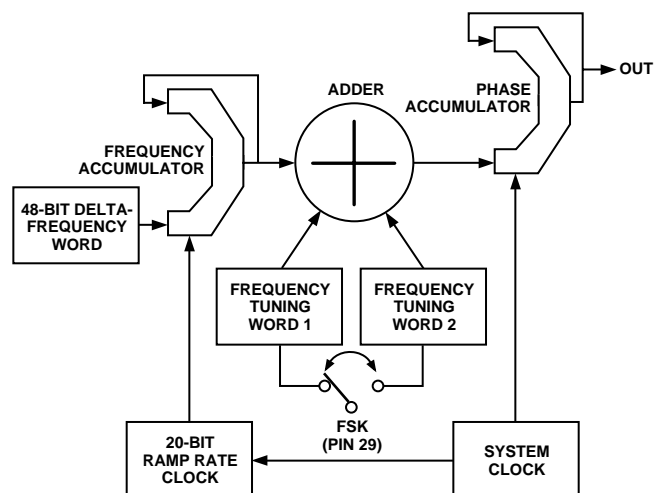 PHASE
ACCUMULATOR
OUT
ADDER
FREQUENCY
ACCUMULATOR
48-BIT DELTA-
FREQUENCY
WORD
FREQUENCY
TUNING
WORD 1
FREQUENCY
TUNING
WORD 2
FSK
(PIN 29)
20-BIT
RAMP RATE
CLOCK
SYSTEM
CLOCK